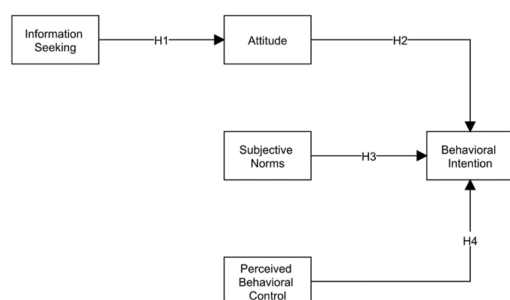 Information
Seeking
H1
Attitude
H2
Subjective
Norms
H3
Behavioral
Intention
H4
Perceived
Behavioral
Control